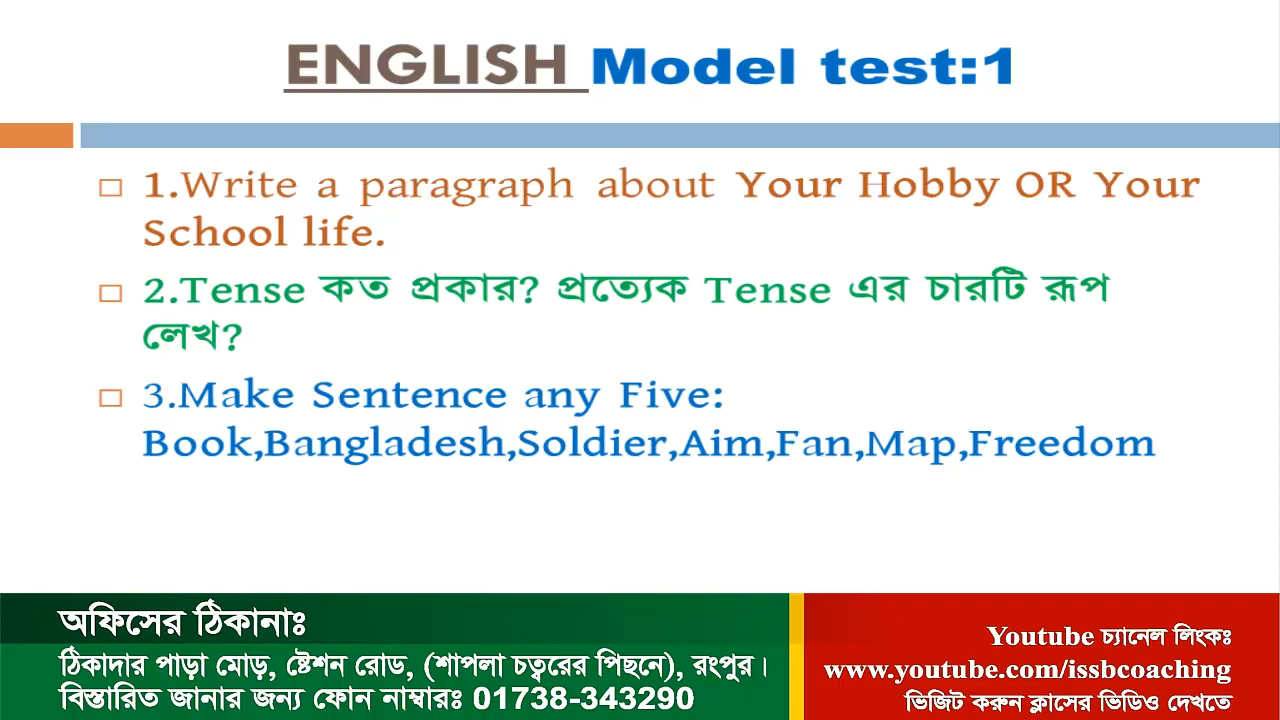 ENGLISH Model test:1
1.Write a paragraph about Your Hobby OR Your
School life.
2.Tense কত প্রকার? প্রত্যেক Tense এর চারটি রূপ
লেখ?
3.Make Sentence any Five:
Book,Bangladesh,Soldier,Aim,Fan,Map,Freedom
অফিসের ঠিকানাঃ
ঠিকাদার পাড়া মোড়, ষ্টেশন রোড, (শাপলা চত্বরের পিছনে), রংপুর।
বিস্তারিত জানার জন্য ফোন নাম্বারঃ 01738-343290
Youtube চ্যানেল লিংকঃ
www.youtube.com/issbcoaching
ভিজিট করুন ক্লাসের ভিডিও দেখতে